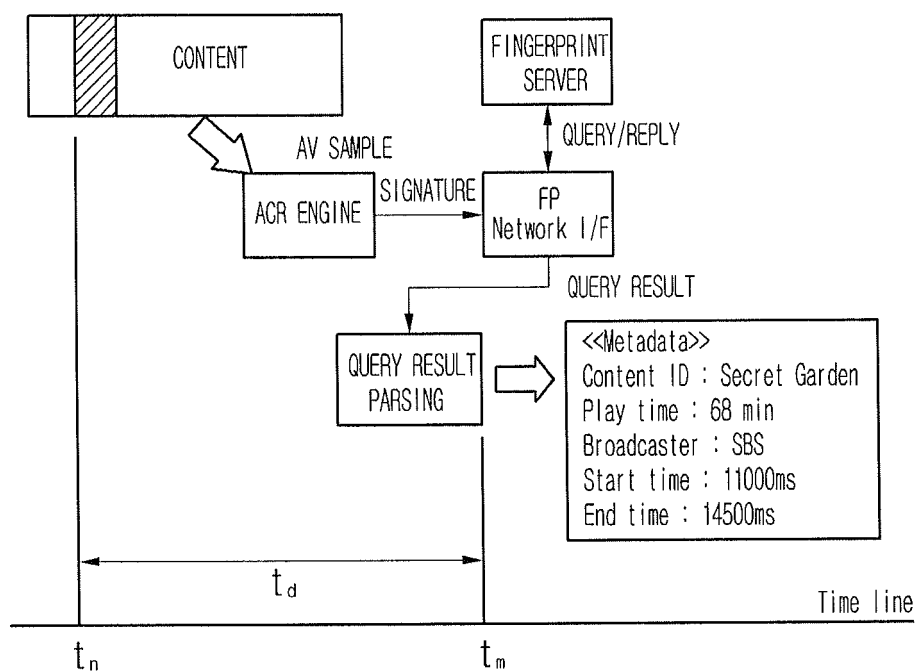 CONTENT
FINGERPRINT
SERVER
QUERY/REPLY
AV SAMPLE
ACR ENGINE
SIGNATURE
FP
Network I/F
QUERY RESULT
QUERY RESULT
PARSING
<<Metadata>>
Content ID : Secret Garden
Play time : 68 min
Broadcaster : SBS
Start time : 11000ms
End time : 14500ms
td
Time line
tn
tm